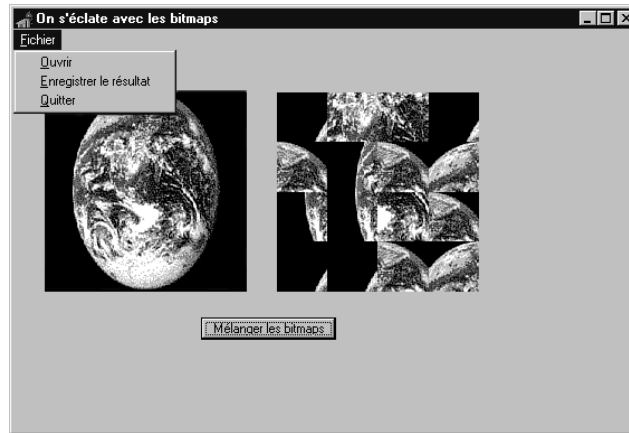 On s'éclate avec les bitmaps
Fichier
Ouvrir
Enregistrer le résultat
Quitter
Mélanger les bitmaps